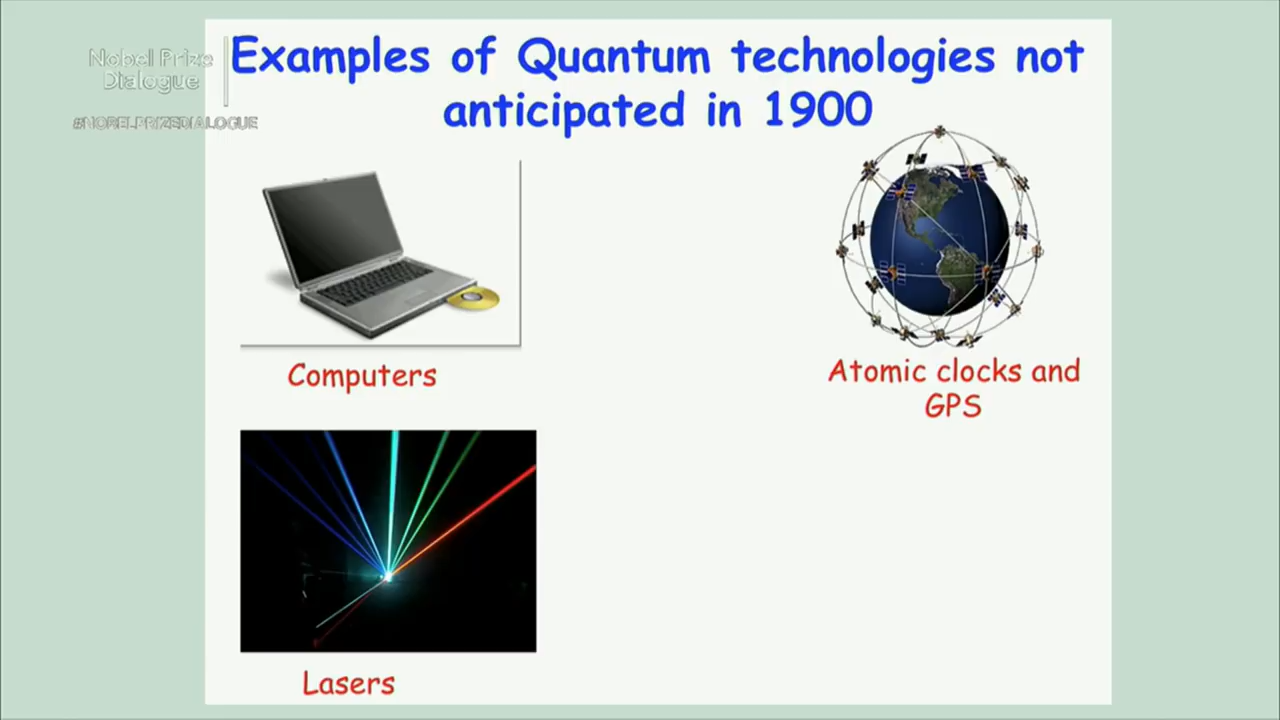 Nobel Prize
Dialogue
#NOBELPRIZEDIALOGUE
Examples of Quantum technologies not
anticipated in 1900
Computers
Atomic clocks and
GPS
Lasers